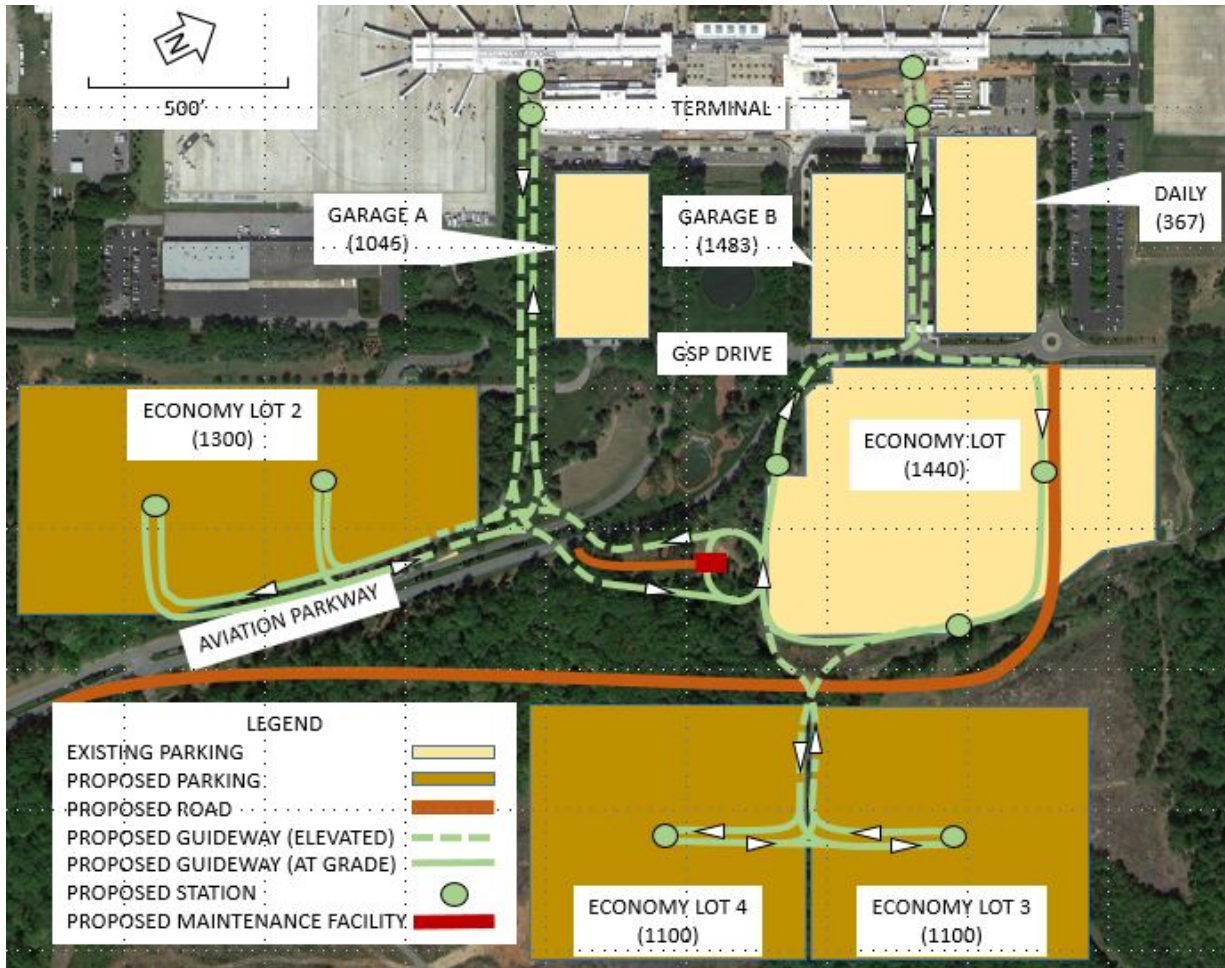 N
500′
TERMINAL
GARAGE A
(1046)
GARAGE B
(1483)
DAILY
(367)
GSP DRIVE
ECONOMY LOT 2
(1300)
ECONOMY LOT
(1440)
AVIATION PARKWAY
LEGEND
EXISTING PARKING
PROPOSED PARKING
PROPOSED ROAD
PROPOSED GUIDEWAY (ELEVATED)
PROPOSED GUIDEWAY (AT GRADE)
PROPOSED STATION
PROPOSED MAINTENANCE FACILITY
ECONOMY LOT 4
(1100)
ECONOMY LOT 3
(1100)